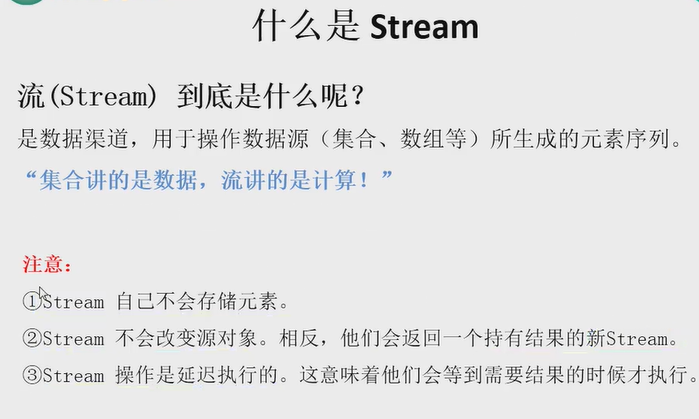 什么是 Stream
流(Stream) 到底是什么呢？
是数据渠道，用于操作数据源（集合、数组等）所生成的元素序列。
“集合讲的是数据，流讲的是计算！”
注意：
①Stream 自己不会存储元素。
②Stream 不会改变源对象。相反，他们会返回一个持有结果的新Stream。
③Stream 操作是延迟执行的。这意味着他们会等到需要结果的时候才执行。